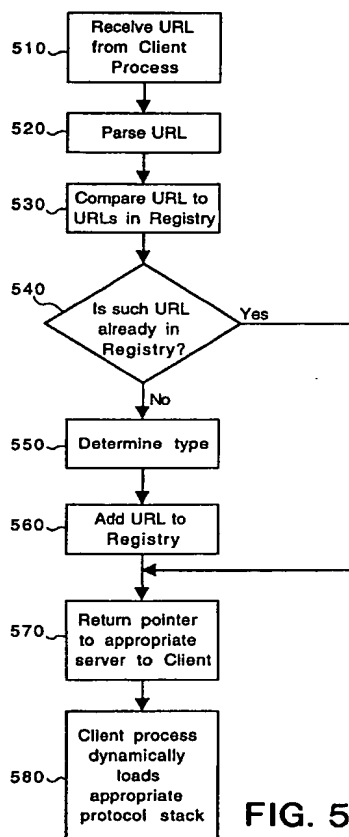 510
Receive URL
from Client
Process
520
Parse URL
530
Compare URL to
URLs in Registry
540
Is such URL
already in
Registry?
Yes
No
550
Determine type
560
Add URL to
Registry
570
Return pointer
to appropriate
server to Client
580
Client process
dynamically
loads
appropriate
protocol stack
FIG. 5